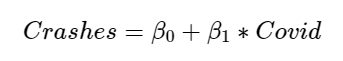 Crashes = β₀ + β₁ * Covid